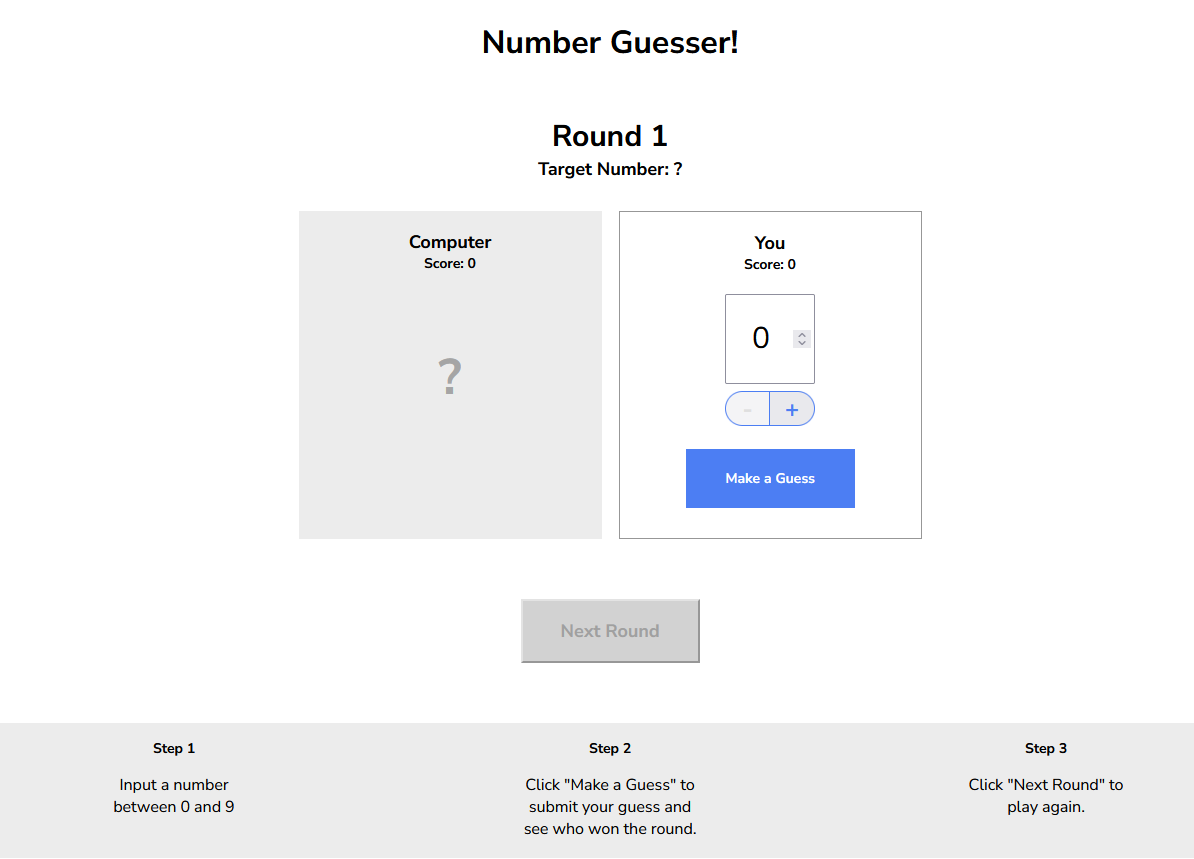 Number Guesser!
Round 1
Target Number: ?
Computer
Score: 0
?
You
Score: 0
0
- +
Make a Guess
Next Round
Step 1
Input a number
between 0 and 9
Step 2
Click "Make a Guess" to
submit your guess and
see who won the round.
Step 3
Click "Next Round" to
play again.